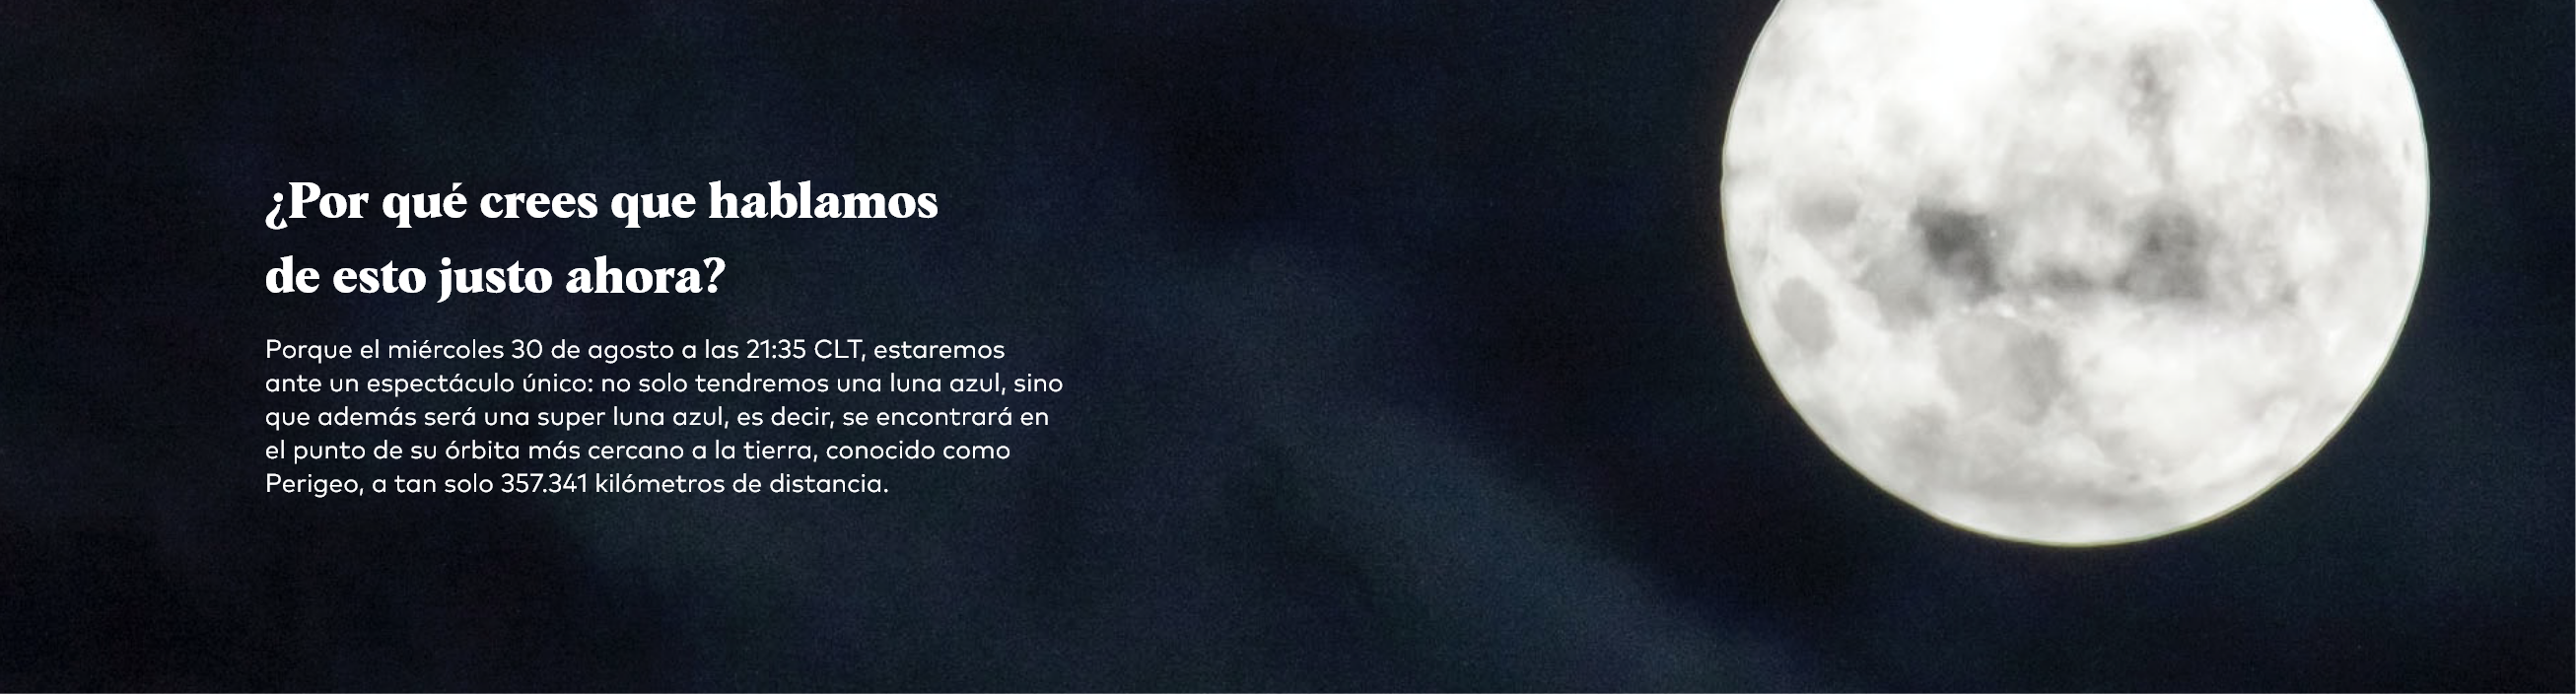 ¿Por qué crees que hablamos
de esto justo ahora?
Porque el miércoles 30 de agosto a las 21:35 CLT, estaremos
ante un espectáculo único: no solo tendremos una luna azul, sino
que además será una super luna azul, es decir, se encontrará en
el punto de su órbita más cercano a la tierra, conocido como
Perigeo, a tan solo 357.341 kilómetros de distancia.